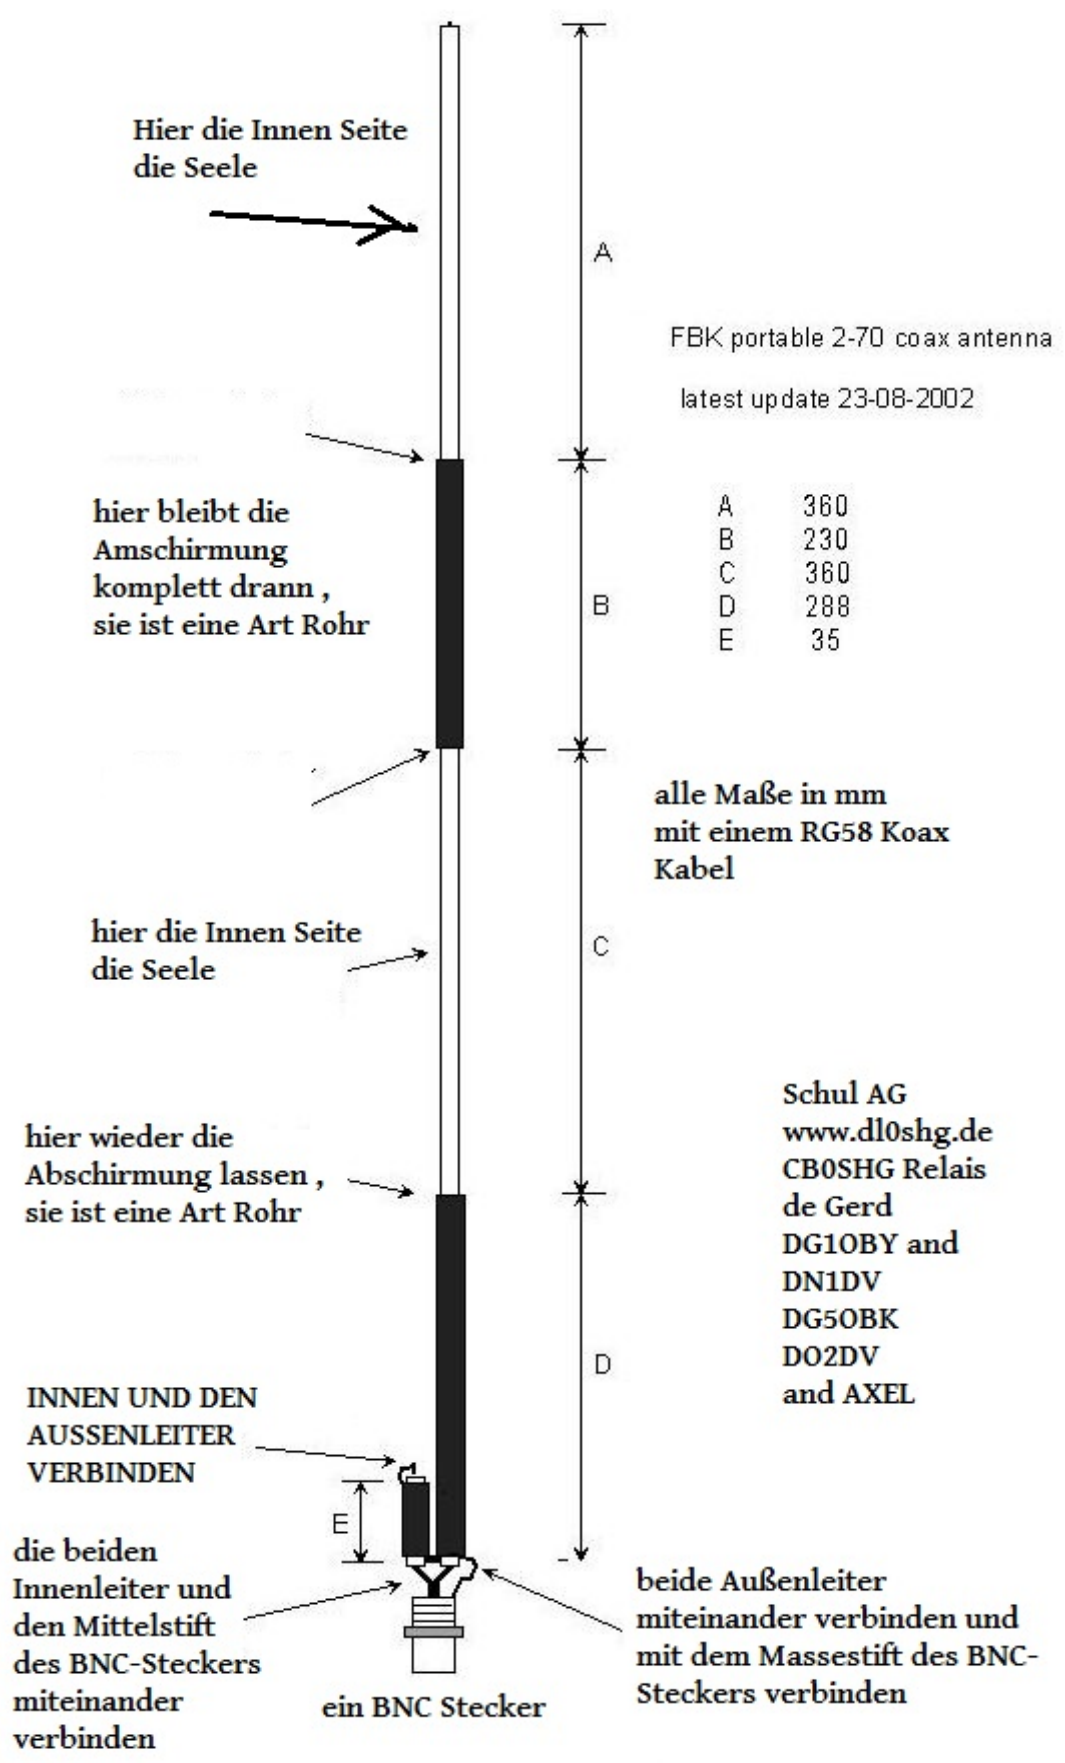 Hier die Innen Seite
die Seele
A
FBK portable 2-70 coax antenna
latest update 23-08-2002
hier bleibt die
Amschirmung
komplett drann ,
sie ist eine Art Rohr
A 360
B 230
C 360
D 288
E 35
B
alle Maße in mm
mit einem RG58 Koax
Kabel
hier die Innen Seite
die Seele
C
hier wieder die
Abschirmung lassen ,
sie ist eine Art Rohr
Schul AG
www.dl0shg.de
CB0SHG Relais
de Gerd
DG1OBY and
DN1DV
DG5OBK
DO2DV
and AXEL
D
INNEN UND DEN
AUSSENLEITER
VERBINDEN
E
die beiden
Innenleiter und
den Mittelstift
des BNC-Steckers
miteinander
verbinden
beide Außenleiter
miteinander verbinden und
mit dem Massestift des BNC-
Steckers verbinden
ein BNC Stecker